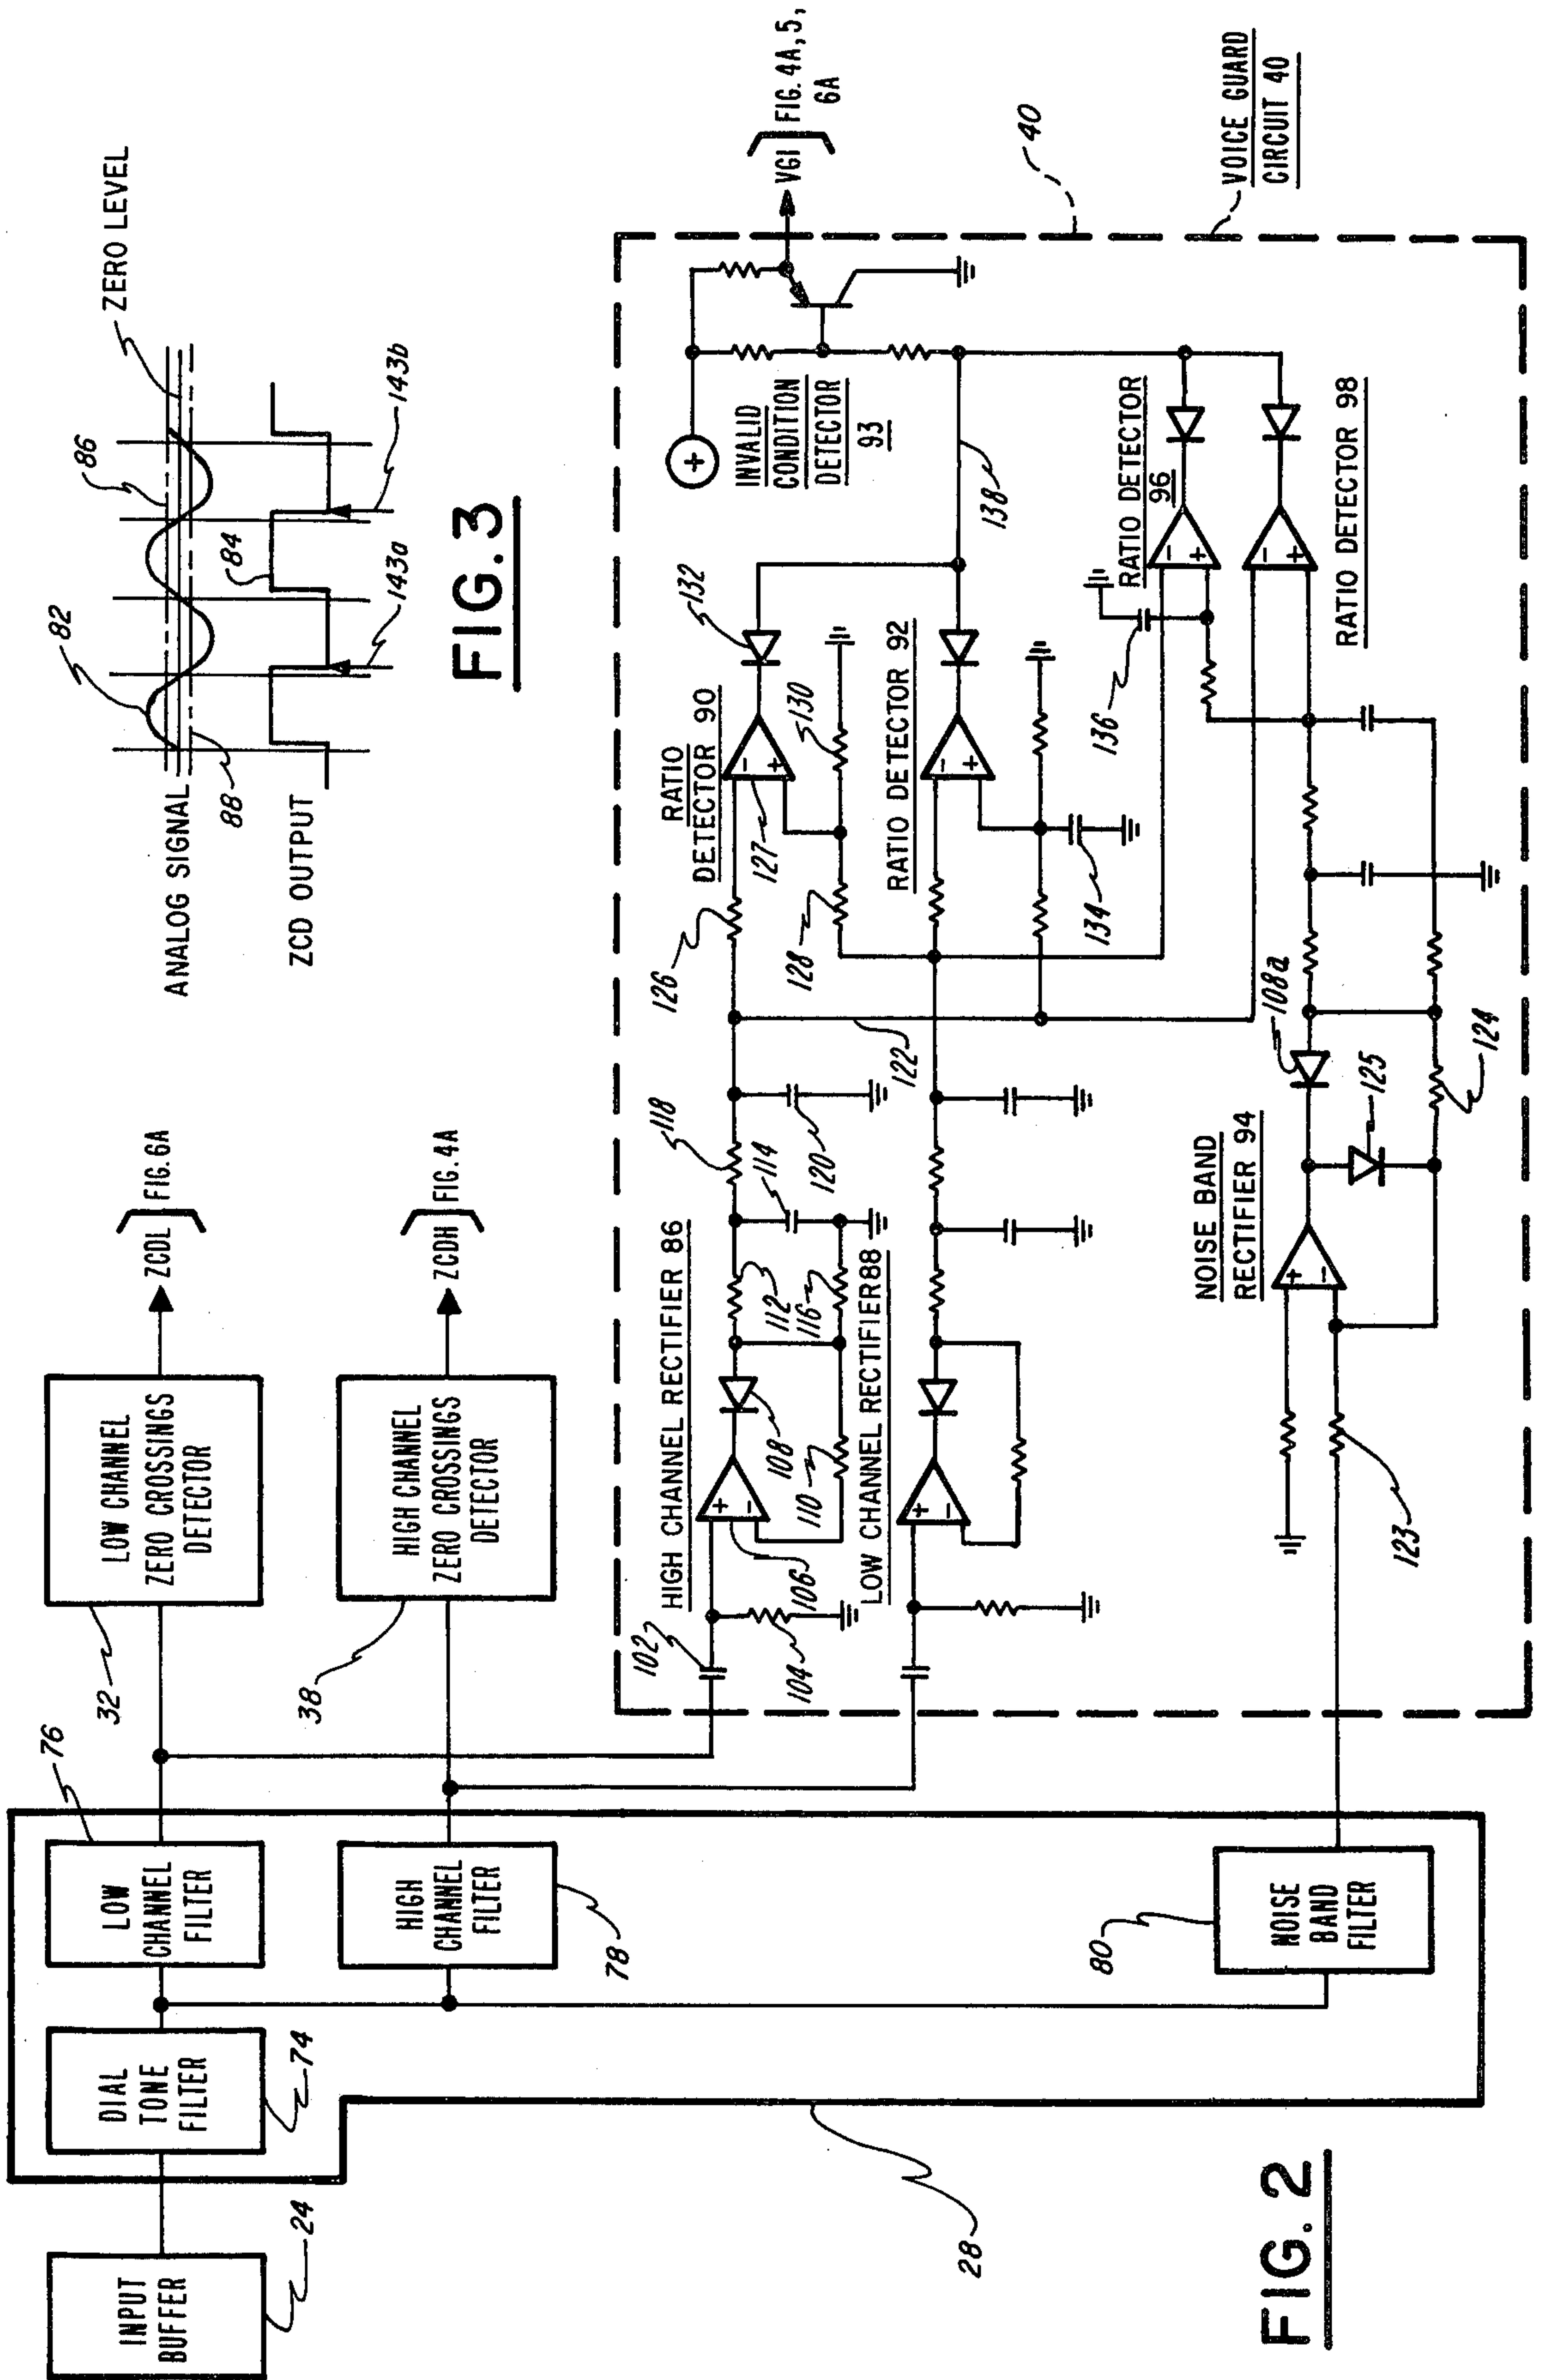 INPUT
BUFFER
24
DIAL
TONE
FILTER
74
LOW
CHANNEL
FILTER
76
HIGH
CHANNEL
FILTER
78
NOISE
BAND
FILTER
80
28
LOW CHANNEL
ZERO CROSSINGS
DETECTOR
32
ZCDL
FIG. 6A
HIGH CHANNEL
ZERO CROSSINGS
DETECTOR
38
ZCDH
FIG. 4A
FIG. 2
ANALOG SIGNAL
82
86
88
ZERO LEVEL
ZCD OUTPUT
84
143a
143b
FIG. 3
HIGH CHANNEL RECTIFIER 86
102
104
106
+
-
108
110
112
114
116
118
120
122
LOW CHANNEL RECTIFIER 88
+
-
NOISE BAND
RECTIFIER 94
+
-
123
124
125
108a
RATIO
DETECTOR 90
126
127
-
+
128
130
132
RATIO DETECTOR 92
-
+
134
136
138
RATIO DETECTOR
96
-
+
RATIO DETECTOR 98
-
+
INVALID
CONDITION
DETECTOR
93
+
VGI
FIG. 4A, 5,
6A
40
VOICE GUARD
CIRCUIT 40